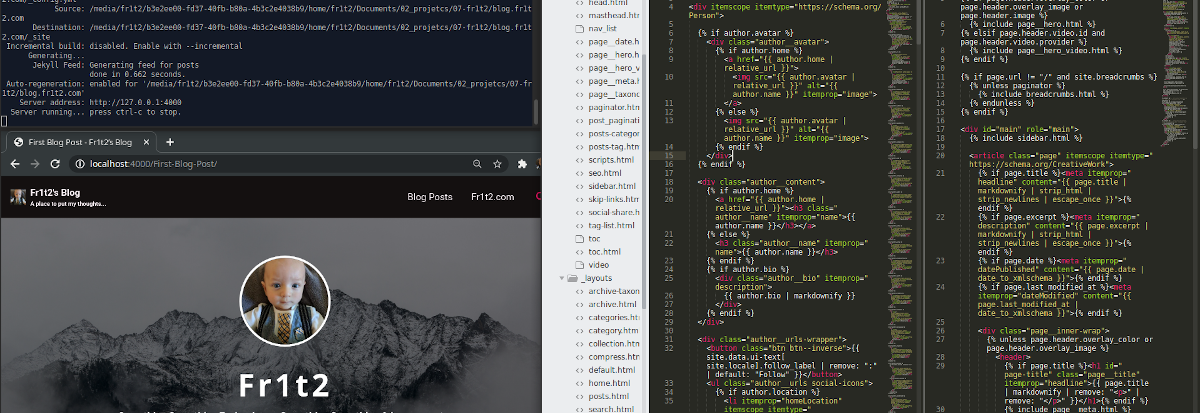 Source: /media/fr1t2/b3e2ee00-fd37-40fb-b80a-4b3c2e4038b9/home/fr1t2/Documents/02_projetcs/07-fr1t2/blog.fr1t
2.com
Destination: /media/fr1t2/b3e2ee00-fd37-40fb-b80a-4b3c2e4038b9/home/fr1t2/Documents/02_projetcs/07-fr1t2/blog.fr1t
2.com/_site
Incremental build: disabled. Enable with --incremental
Generating...
Jekyll Feed: Generating feed for posts
done in 0.662 seconds.
Auto-regeneration: enabled for '/media/fr1t2/b3e2ee00-fd37-40fb-b80a-4b3c2e4038b9/home/fr1t2/Documents/02_projetcs/07-fr
1t2/blog.fr1t2.com'
Server address: http://127.0.0.1:4000
Server running... press ctrl-c to stop.
First Blog Post - Fr1t2's Blog
localhost:4000/First-Blog-Post/
Fr1t2's Blog
A place to put my thoughts...
Blog Posts
Fr1t2.com
Fr1t2
head.html
masthead.html
nav_list
page__date.h
page__hero.h
page__hero_v
page__meta.h
page__taxono
paginator.htm
post_paginati
posts-categor
posts-tag.htm
scripts.html
seo.html
sidebar.html
skip-links.htm
social-share.h
tag-list.html
toc
toc.html
video
_layouts
archive-taxon
archive.html
categories.ht
category.htm
collection.htm
compress.htm
default.html
home.html
posts.html
search.html
4 <div itemscope itemtype="https://schema.org/
Person">
5
6 {% if author.avatar %}
7 <div class="author__avatar">
8 {% if author.home %}
9 <a href="{{ author.home |
relative_url }}">
10 <img src="{{ author.avatar |
relative_url }}" alt="{{
author.name }}" itemprop="image">
11 </a>
12 {% else %}
13 <img src="{{ author.avatar |
relative_url }}" alt="{{
author.name }}" itemprop="image">
14 {% endif %}
15 </div>
16 {% endif %}
17
18 <div class="author__content">
19 {% if author.home %}
20 <a href="{{ author.home |
relative_url }}"><h3 class="
author__name" itemprop="name">{{
author.name }}</h3></a>
21 {% else %}
22 <h3 class="author__name" itemprop="
name">{{ author.name }}</h3>
23 {% endif %}
24 {% if author.bio %}
25 <div class="author__bio" itemprop="
description">
26 {{ author.bio | markdownify }}
27 </div>
28 {% endif %}
29 </div>
30
31 <div class="author__urls-wrapper">
32 <button class="btn btn--inverse">{{
site.data.ui-text[
site.locale].follow_label | remove: ":"
| default: "Follow" }}</button>
33 <ul class="author__urls social-icons">
34 {% if author.location %}
35 <li itemprop="homeLocation"
itemscope itemtype="
page.header.overlay_image or
page.header.image %}
6 {% include page__hero.html %}
7 {% elsif page.header.video.id and
page.header.video.provider %}
8 {% include page__hero_video.html %}
9 {% endif %}
10
11 {% if page.url != "/" and site.breadcrumbs %}
12 {% unless paginator %}
13 {% include breadcrumbs.html %}
14 {% endunless %}
15 {% endif %}
16
17 <div id="main" role="main">
18 {% include sidebar.html %}
19
20 <article class="page" itemscope itemtype="
https://schema.org/CreativeWork">
21 {% if page.title %}<meta itemprop="
headline" content="{{ page.title |
markdownify | strip_html |
strip_newlines | escape_once }}">{%
endif %}
22 {% if page.excerpt %}<meta itemprop="
description" content="{{ page.excerpt |
markdownify | strip_html |
strip_newlines | escape_once }}">{%
endif %}
23 {% if page.date %}<meta itemprop="
datePublished" content="{{ page.date |
date_to_xmlschema }}">{% endif %}
24 {% if page.last_modified_at %}<meta
itemprop="dateModified" content="{{
page.last_modified_at |
date_to_xmlschema }}">{% endif %}
25
26 <div class="page__inner-wrap">
27 {% unless page.header.overlay_color or
page.header.overlay_image %}
28 <header>
29 {% if page.title %}<h1 id="
page-title" class="page__title"
itemprop="headline">{{ page.title
| markdownify | remove: "<p>" |
remove: "</p>" }}</h1>{% endif %}
30 {% include page__meta.html %}